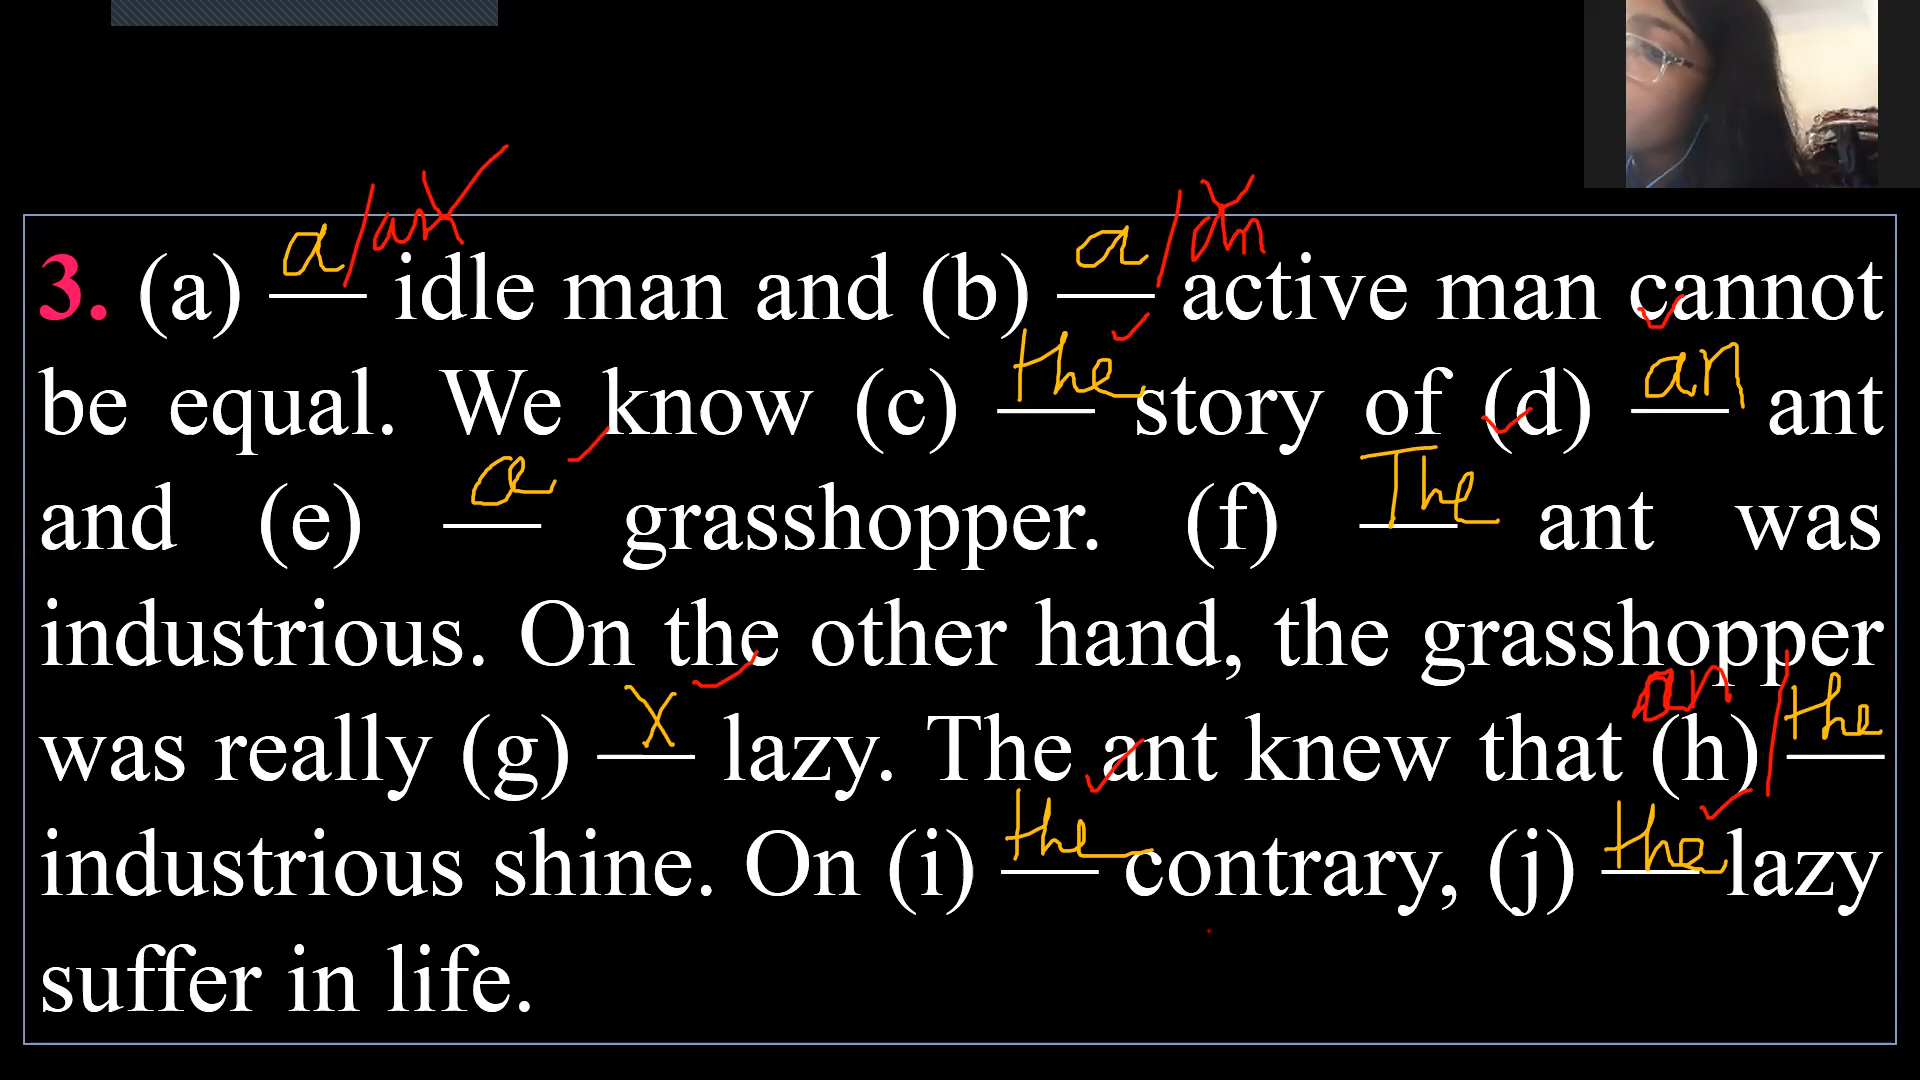 3. (a) a/an idle man and (b) a/an active man cannot
be equal. We know (c) the story of (d) an ant
and (e) a grasshopper. (f) The ant was
industrious. On the other hand, the grasshopper
was really (g) x lazy. The ant knew that (h) an/the
industrious shine. On (i) the contrary, (j) the lazy
suffer in life.